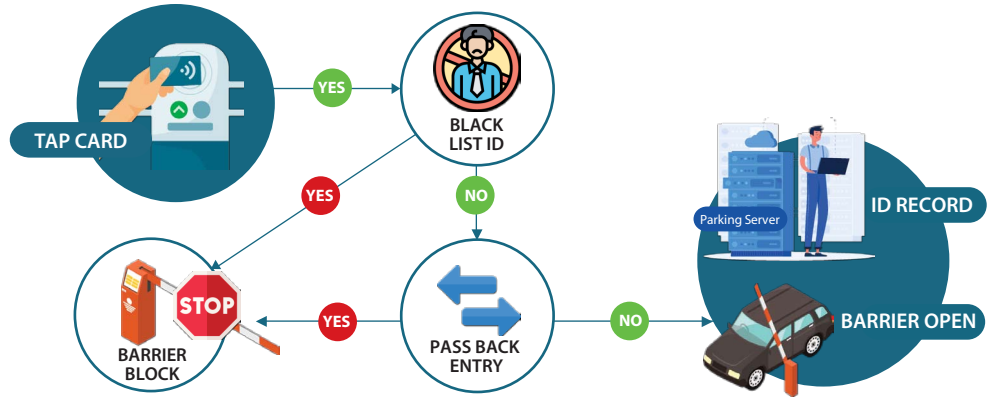 TAP CARD
YES
BLACK
LIST ID
YES
NO
Parking Server
ID RECORD
STOP
BARRIER
BLOCK
YES
PASS BACK
ENTRY
NO
BARRIER OPEN